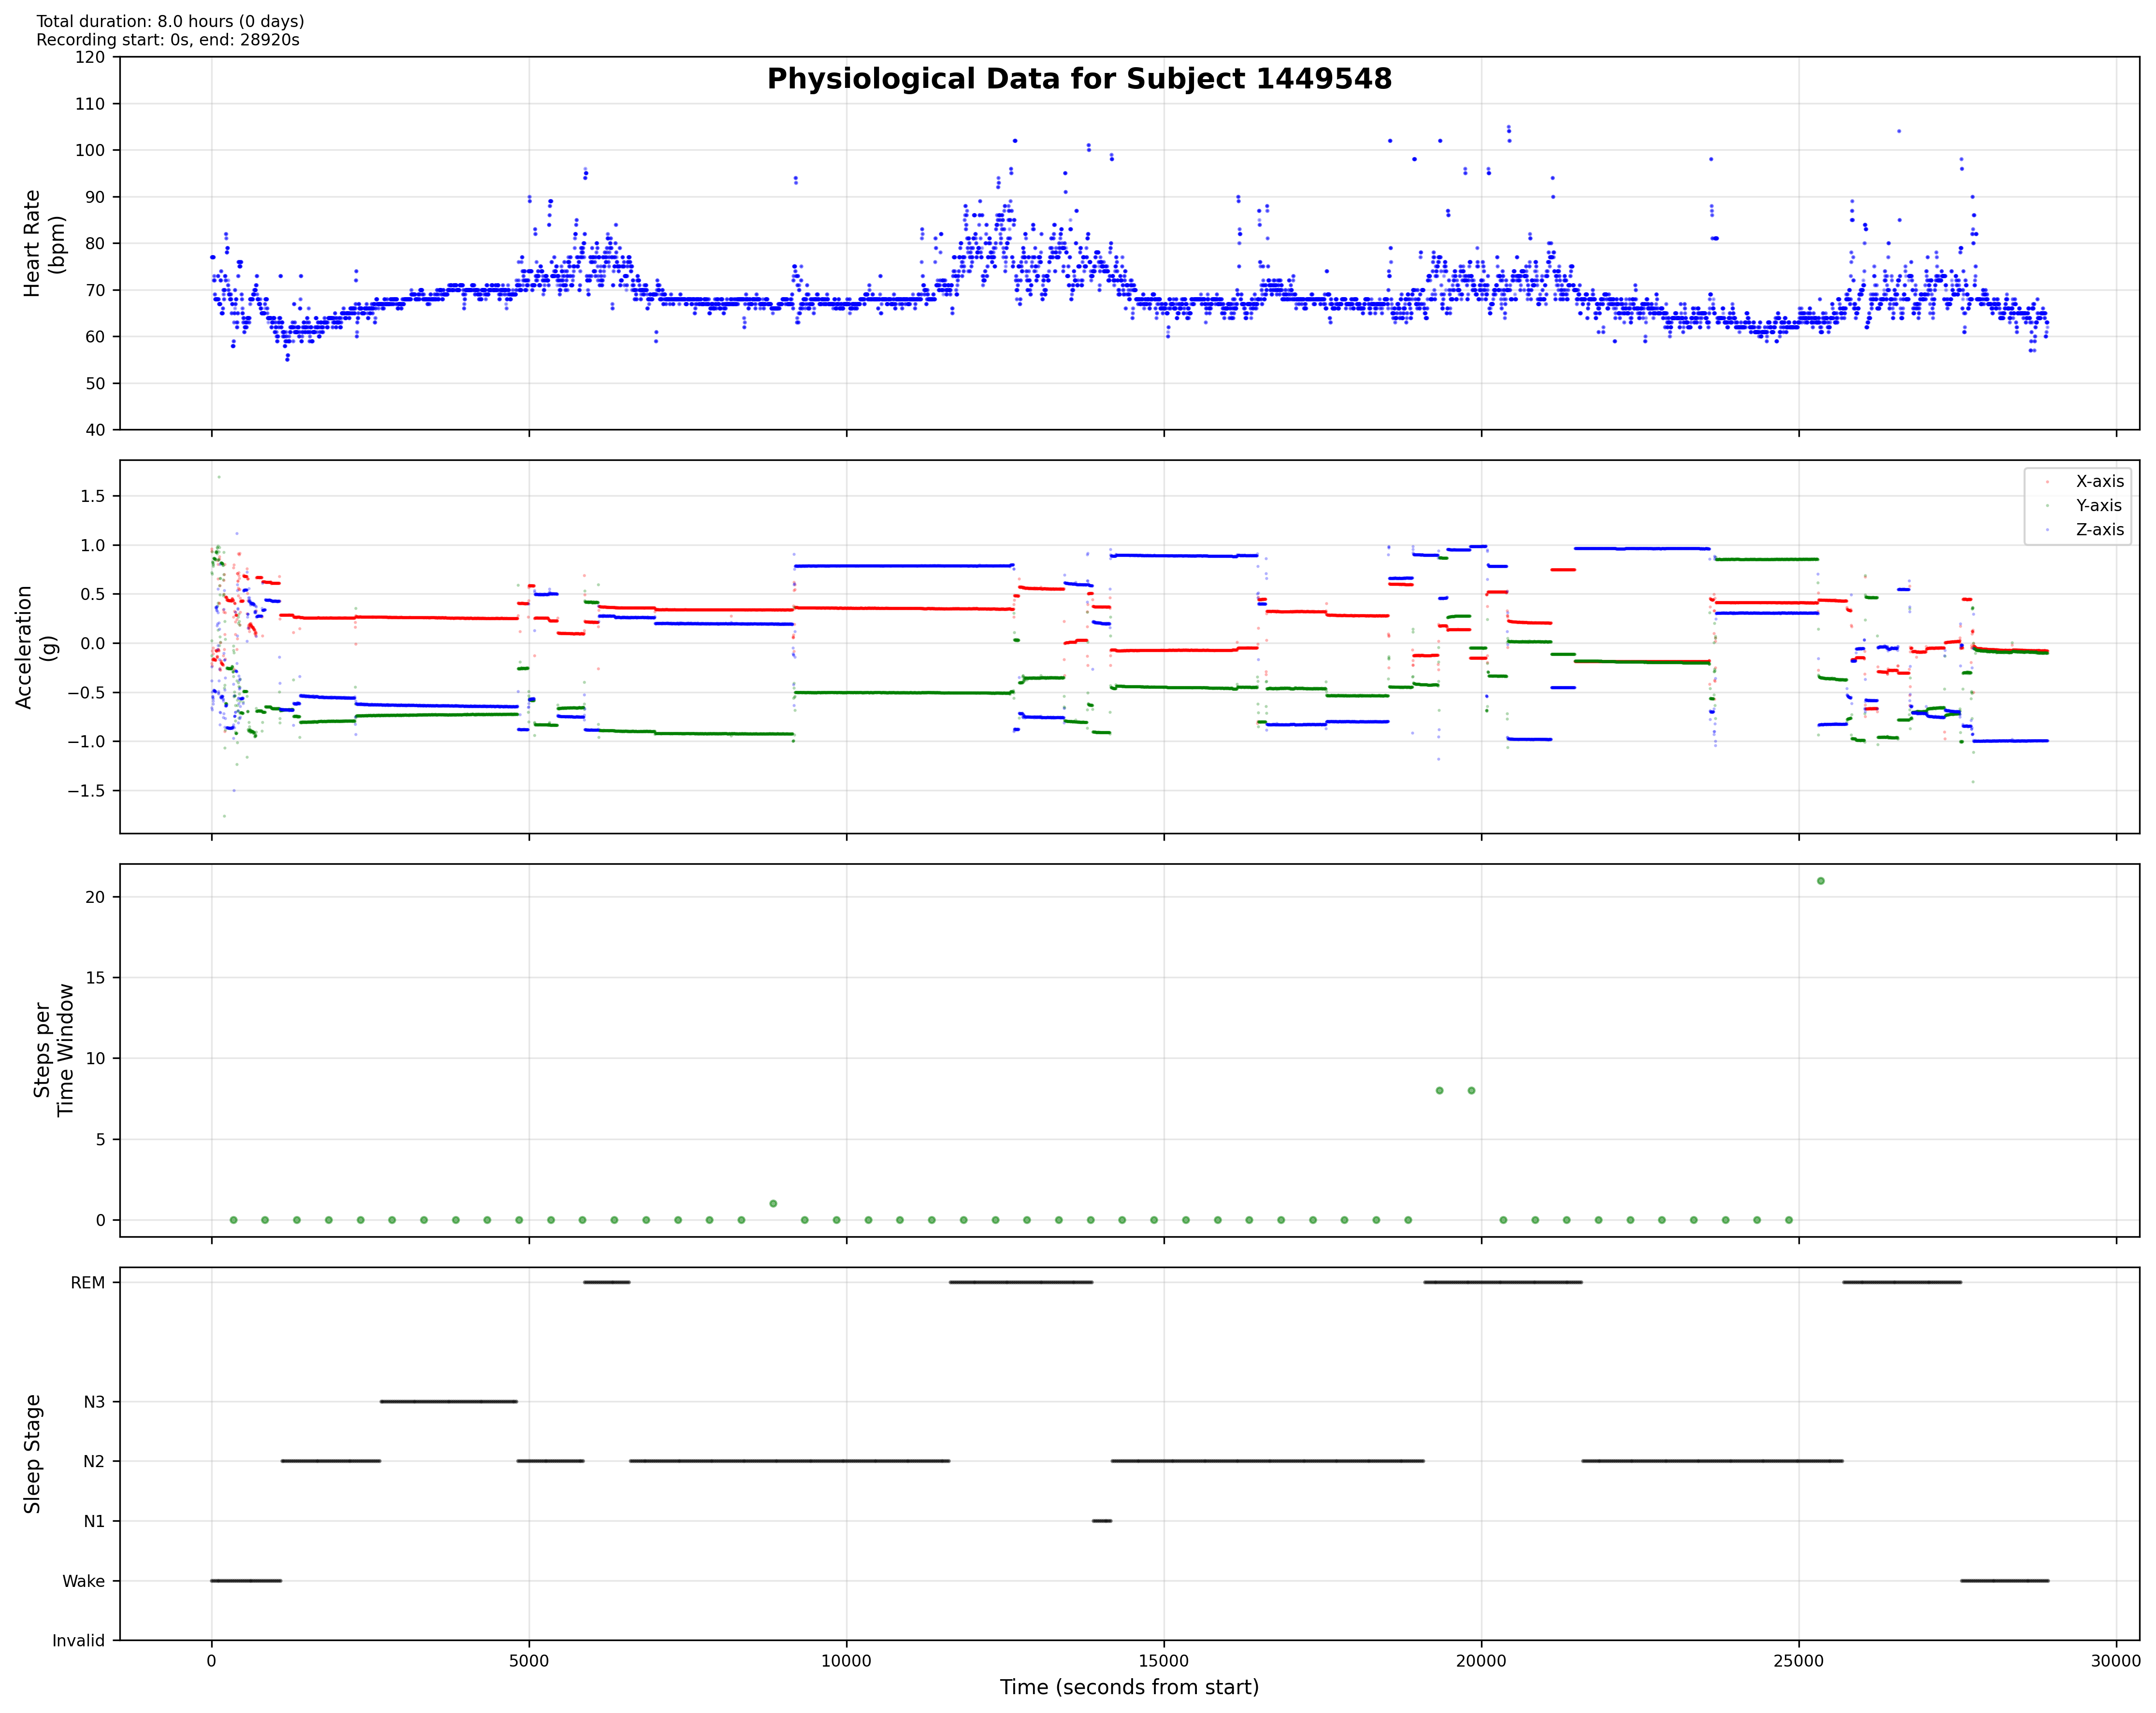 Total duration: 8.0 hours (0 days)
Recording start: 0s, end: 28920s
Physiological Data for Subject 1449548
120
110
100
90
80
70
60
50
40
Heart Rate
(bpm)
1.5
1.0
0.5
0.0
−0.5
−1.0
−1.5
Acceleration
(g)
X-axis
Y-axis
Z-axis
20
15
10
5
0
Steps per
Time Window
REM
N3
N2
N1
Wake
Invalid
Sleep Stage
0 5000 10000 15000 20000 25000 30000
Time (seconds from start)